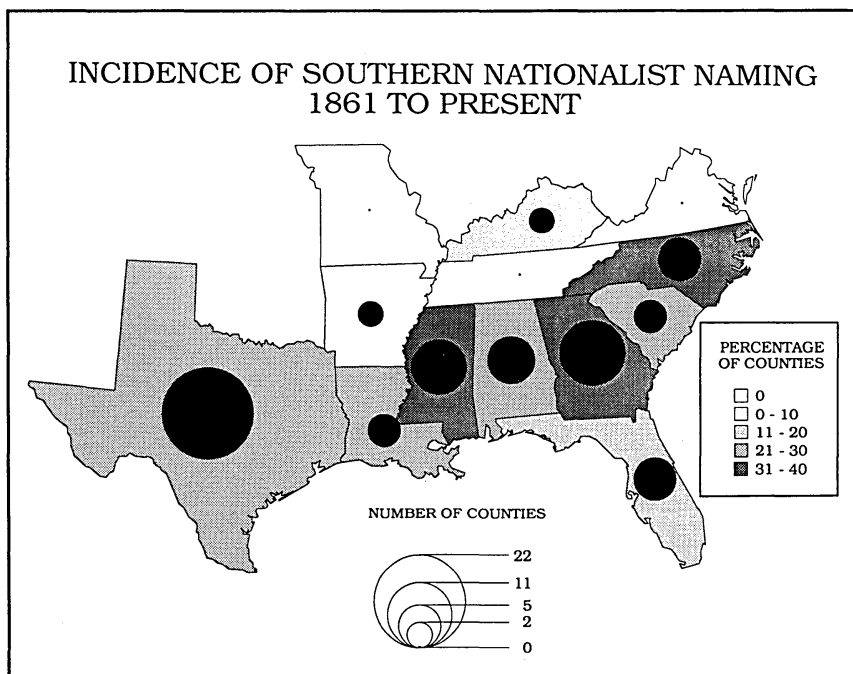 INCIDENCE OF SOUTHERN NATIONALIST NAMING
1861 TO PRESENT
PERCENTAGE
OF COUNTIES
0
0 - 10
11 - 20
21 - 30
31 - 40
NUMBER OF COUNTIES
22
11
5
2
0